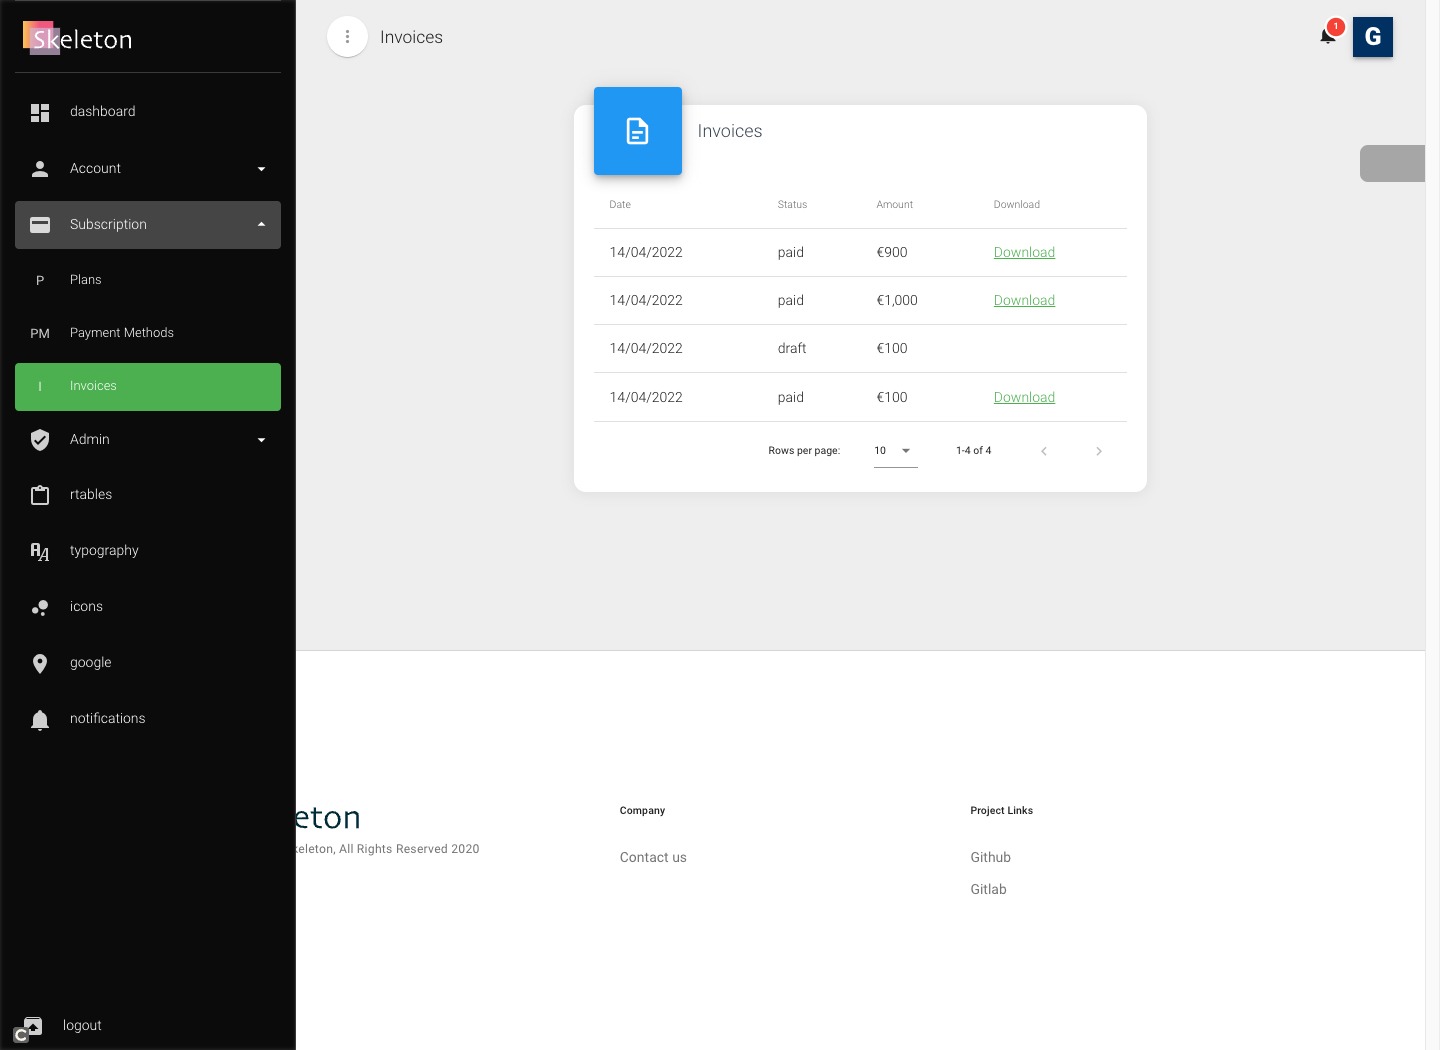 Skeleton
dashboard
Account
Subscription
P Plans
PM Payment Methods
I Invoices
Admin
rtables
typography
icons
google
notifications
logout
C
Invoices
1
G
Invoices
Date Status Amount Download
14/04/2022 paid €900 Download
14/04/2022 paid €1,000 Download
14/04/2022 draft €100
14/04/2022 paid €100 Download
Rows per page: 10 1-4 of 4
eton
keleton, All Rights Reserved 2020
Company
Contact us
Project Links
Github
Gitlab